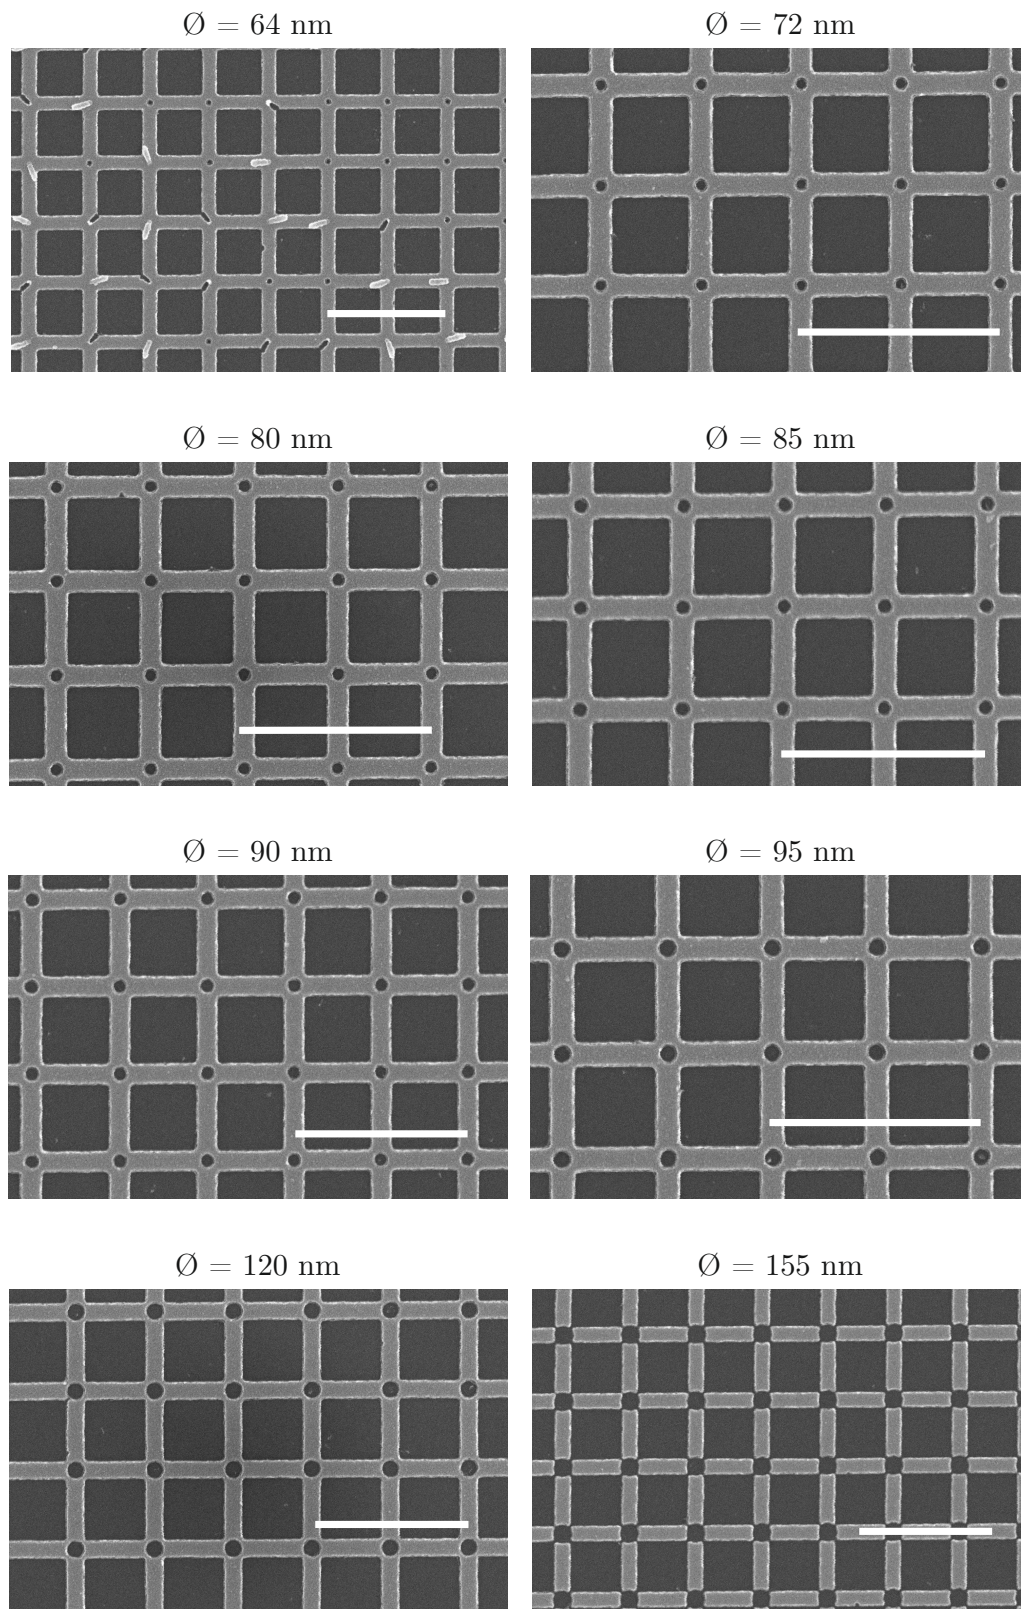 Ø = 64 nm
Ø = 72 nm
Ø = 80 nm
Ø = 85 nm
Ø = 90 nm
Ø = 95 nm
Ø = 120 nm
Ø = 155 nm